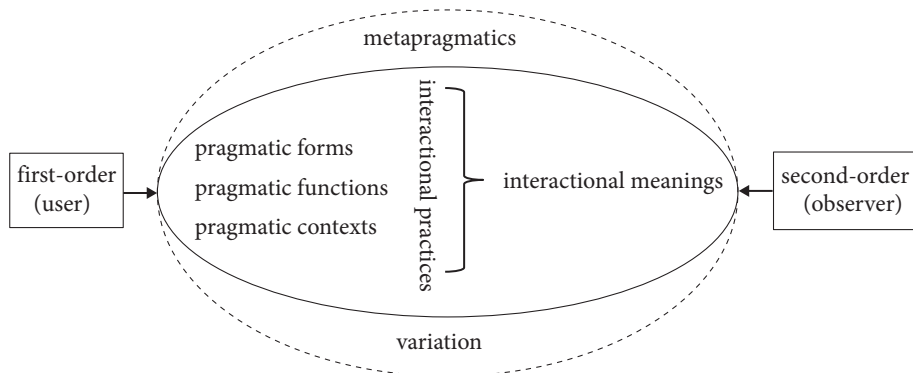 metapragmatics
first-order
(user)
pragmatic forms
pragmatic functions
pragmatic contexts
interactional practices
interactional meanings
second-order
(observer)
variation